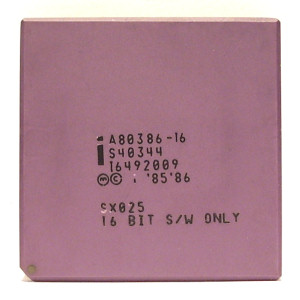 i A80386-16
S40344
16492009
Ⓜ Ⓒ i '85'86
SX025
16 BIT S/W ONLY